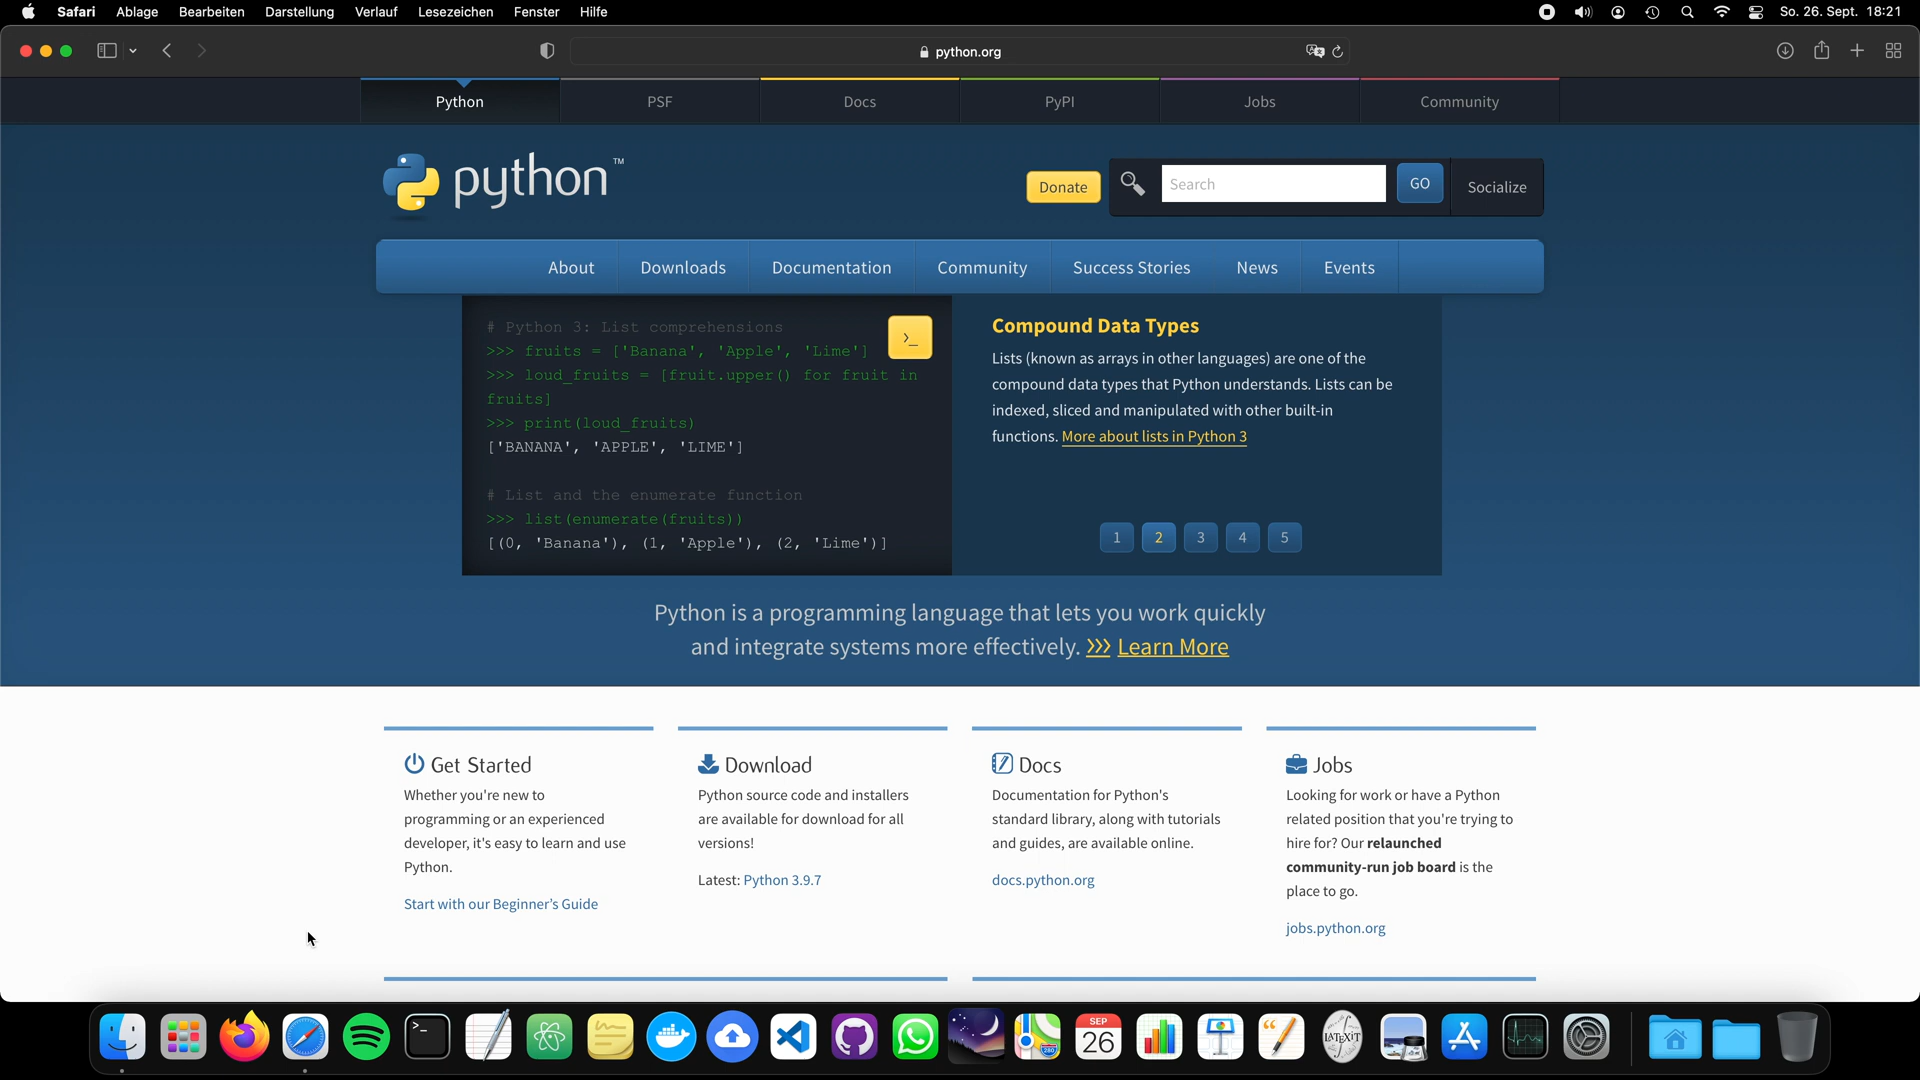 Safari Ablage Bearbeiten Darstellung Verlauf Lesezeichen Fenster Hilfe So. 26. Sept. 18:21
python.org
Python PSF Docs PyPI Jobs Community
python™
Donate Search GO Socialize
About Downloads Documentation Community Success Stories News Events
# Python 3: List comprehensions
>>> fruits = ['Banana', 'Apple', 'Lime']
>>> loud_fruits = [fruit.upper() for fruit in
fruits]
>>> print(loud_fruits)
['BANANA', 'APPLE', 'LIME']
# List and the enumerate function
>>> list(enumerate(fruits))
[(0, 'Banana'), (1, 'Apple'), (2, 'Lime')]
>_
Compound Data Types
Lists (known as arrays in other languages) are one of the
compound data types that Python understands. Lists can be
indexed, sliced and manipulated with other built-in
functions. More about lists in Python 3
1 2 3 4 5
Python is a programming language that lets you work quickly
and integrate systems more effectively. >>> Learn More
Get Started
Whether you're new to
programming or an experienced
developer, it's easy to learn and use
Python.
Start with our Beginner's Guide
Download
Python source code and installers
are available for download for all
versions!
Latest: Python 3.9.7
Docs
Documentation for Python's
standard library, along with tutorials
and guides, are available online.
docs.python.org
Jobs
Looking for work or have a Python
related position that you're trying to
hire for? Our relaunched
community-run job board is the
place to go.
jobs.python.org
SEP
26
LATEXIT